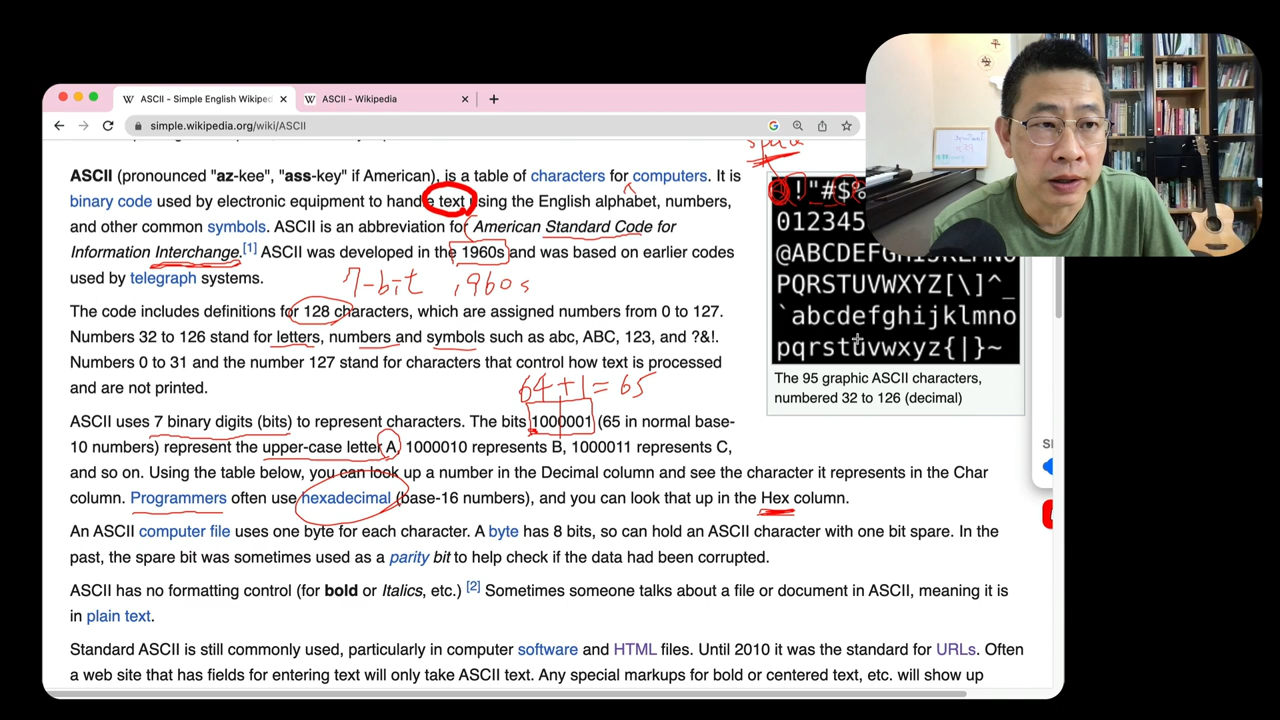 ASCII - Simple English Wikiped
ASCII - Wikipedia
simple.wikipedia.org/wiki/ASCII
ASCII (pronounced "az-kee", "ass-key" if American), is a table of characters for computers. It is
binary code used by electronic equipment to handle text using the English alphabet, numbers,
and other common symbols. ASCII is an abbreviation for American Standard Code for
Information Interchange.[1] ASCII was developed in the 1960s and was based on earlier codes
used by telegraph systems.
7-bit 1960s
The code includes definitions for 128 characters, which are assigned numbers from 0 to 127.
Numbers 32 to 126 stand for letters, numbers and symbols such as abc, ABC, 123, and ?&!.
Numbers 0 to 31 and the number 127 stand for characters that control how text is processed
and are not printed.
64+1=65
ASCII uses 7 binary digits (bits) to represent characters. The bits 1000001 (65 in normal base-
10 numbers) represent the upper-case letter A, 1000010 represents B, 1000011 represents C,
and so on. Using the table below, you can look up a number in the Decimal column and see the character it represents in the Char
column. Programmers often use hexadecimal (base-16 numbers), and you can look that up in the Hex column.
An ASCII computer file uses one byte for each character. A byte has 8 bits, so can hold an ASCII character with one bit spare. In the
past, the spare bit was sometimes used as a parity bit to help check if the data had been corrupted.
ASCII has no formatting control (for bold or Italics, etc.) [2] Sometimes someone talks about a file or document in ASCII, meaning it is
in plain text.
Standard ASCII is still commonly used, particularly in computer software and HTML files. Until 2010 it was the standard for URLs. Often
a web site that has fields for entering text will only take ASCII text. Any special markups for bold or centered text, etc. will show up
!"#$%
012345
@ABCDEFGHIJKLMNO
PQRSTUVWXYZ[\]^_
`abcdefghijklmno
pqrstuvwxyz{|}~
The 95 graphic ASCII characters,
numbered 32 to 126 (decimal)